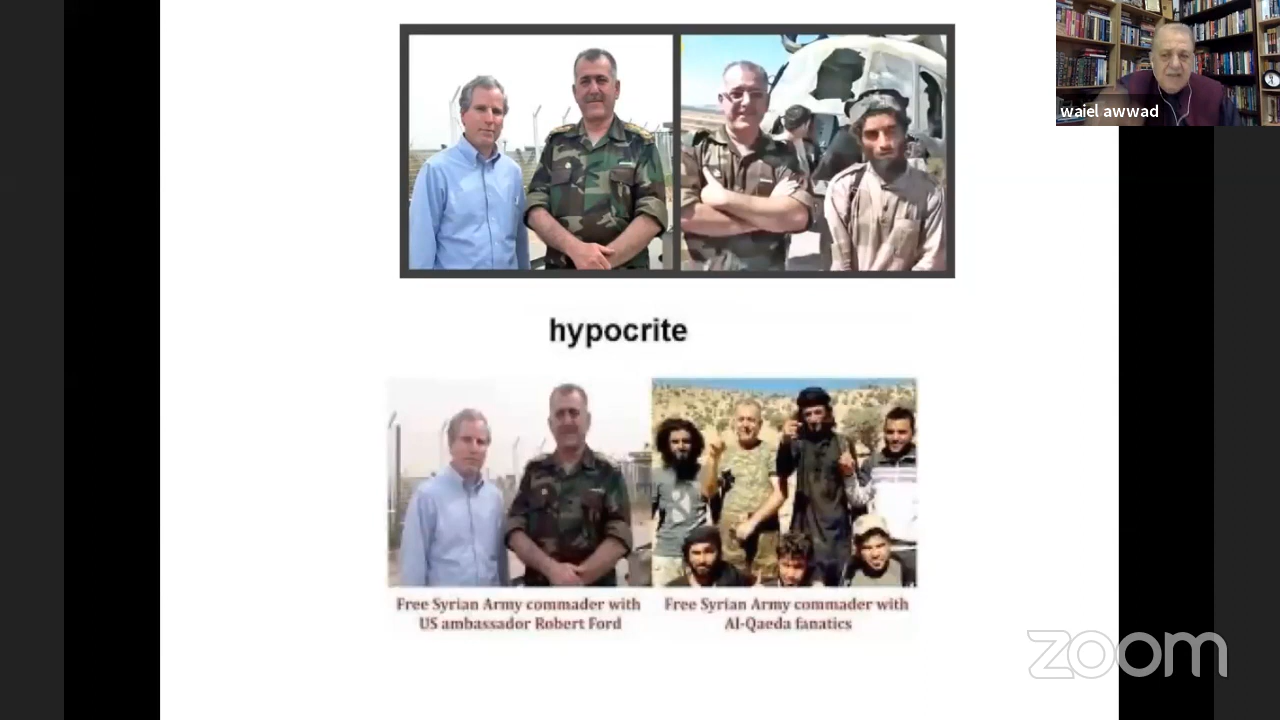 waiel awwad
hypocrite
Free Syrian Army commader with
US ambassador Robert Ford
Free Syrian Army commader with
Al-Qaeda fanatics
zoom